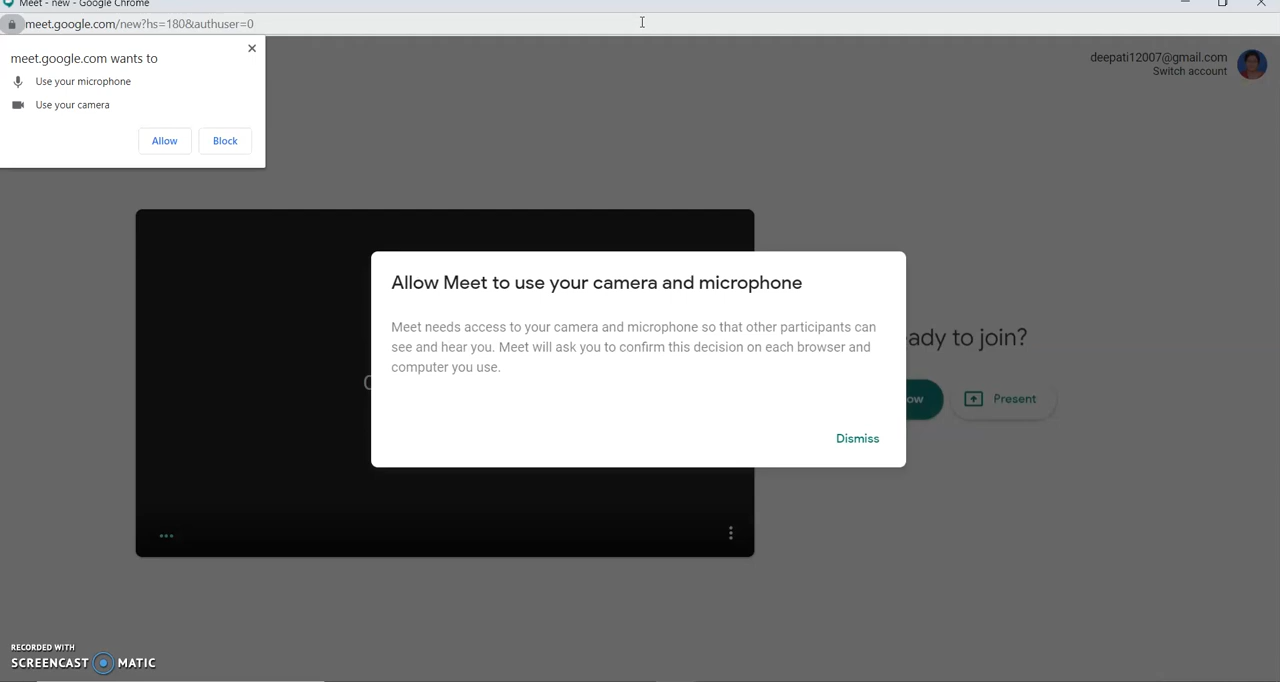 Meet - new - Google Chrome
meet.google.com/new?hs=180&authuser=0
meet.google.com wants to
Use your microphone
Use your camera
Allow
Block
deepati12007@gmail.com
Switch account
Allow Meet to use your camera and microphone
Meet needs access to your camera and microphone so that other participants can
see and hear you. Meet will ask you to confirm this decision on each browser and
computer you use.
Dismiss
eady to join?
ow
Present
RECORDED WITH
SCREENCAST MATIC